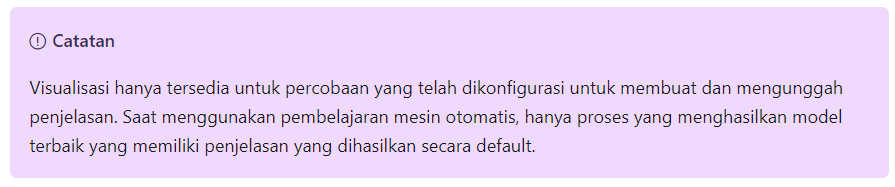 Catatan
Visualisasi hanya tersedia untuk percobaan yang telah dikonfigurasi untuk membuat dan mengunggah
penjelasan. Saat menggunakan pembelajaran mesin otomatis, hanya proses yang menghasilkan model
terbaik yang memiliki penjelasan yang dihasilkan secara default.